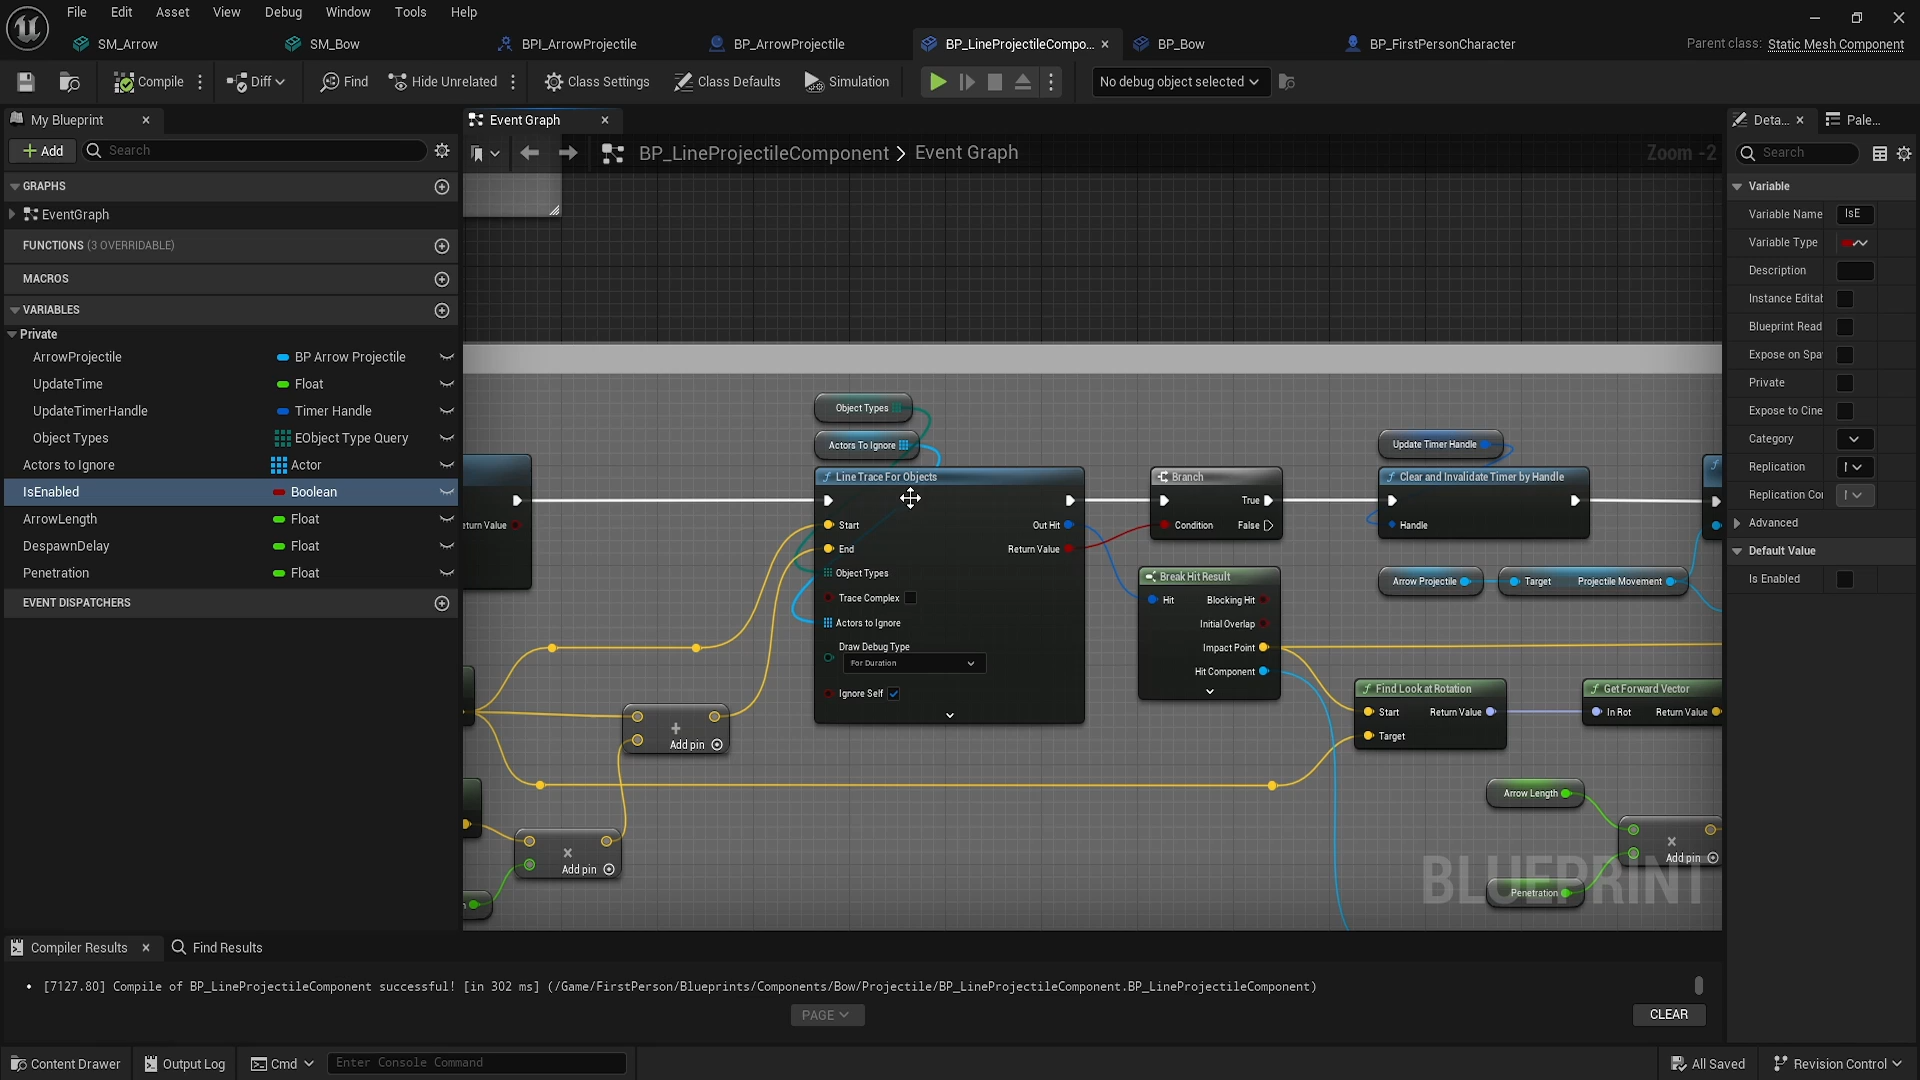 File Edit Asset View Debug Window Tools Help
SM_Arrow SM_Bow BPI_ArrowProjectile BP_ArrowProjectile BP_LineProjectileCompo... BP_Bow BP_FirstPersonCharacter Parent class: Static Mesh Component
Compile Diff Find Hide Unrelated Class Settings Class Defaults Simulation No debug object selected
My Blueprint Event Graph Deta... Pale...
Add Search BP_LineProjectileComponent > Event Graph Zoom -2 Search
GRAPHS
EventGraph
FUNCTIONS (3 OVERRIDABLE)
MACROS
VARIABLES
Private
ArrowProjectile BP Arrow Projectile
UpdateTime Float
UpdateTimerHandle Timer Handle
Object Types EObject Type Query
Actors to Ignore Actor
IsEnabled Boolean
ArrowLength Float
DespawnDelay Float
Penetration Float
EVENT DISPATCHERS
Object Types
Actors To Ignore
Line Trace For Objects
Start Out Hit
End Return Value
Object Types
Trace Complex
Actors to Ignore
Draw Debug Type
For Duration
Ignore Self
eturn Value
Add pin
Add pin
Branch
True
Condition False
Break Hit Result
Hit Blocking Hit
Initial Overlap
Impact Point
Hit Component
Update Timer Handle
Clear and Invalidate Timer by Handle
Handle
Arrow Projectile Target Projectile Movement
Find Look at Rotation
Start Return Value
Target
Get Forward Vector
In Rot Return Value
Arrow Length
Add pin
Penetration
BLUEPRINT
Variable
Variable Name IsE
Variable Type
Description
Instance Editab
Blueprint Read
Expose on Spa
Private
Expose to Cine
Category
Replication
Replication Co
Advanced
Default Value
Is Enabled
Compiler Results Find Results
• [7127.80] Compile of BP_LineProjectileComponent successful! [in 302 ms] (/Game/FirstPerson/Blueprints/Components/Bow/Projectile/BP_LineProjectileComponent.BP_LineProjectileComponent)
PAGE CLEAR
Content Drawer Output Log Cmd Enter Console Command All Saved Revision Control